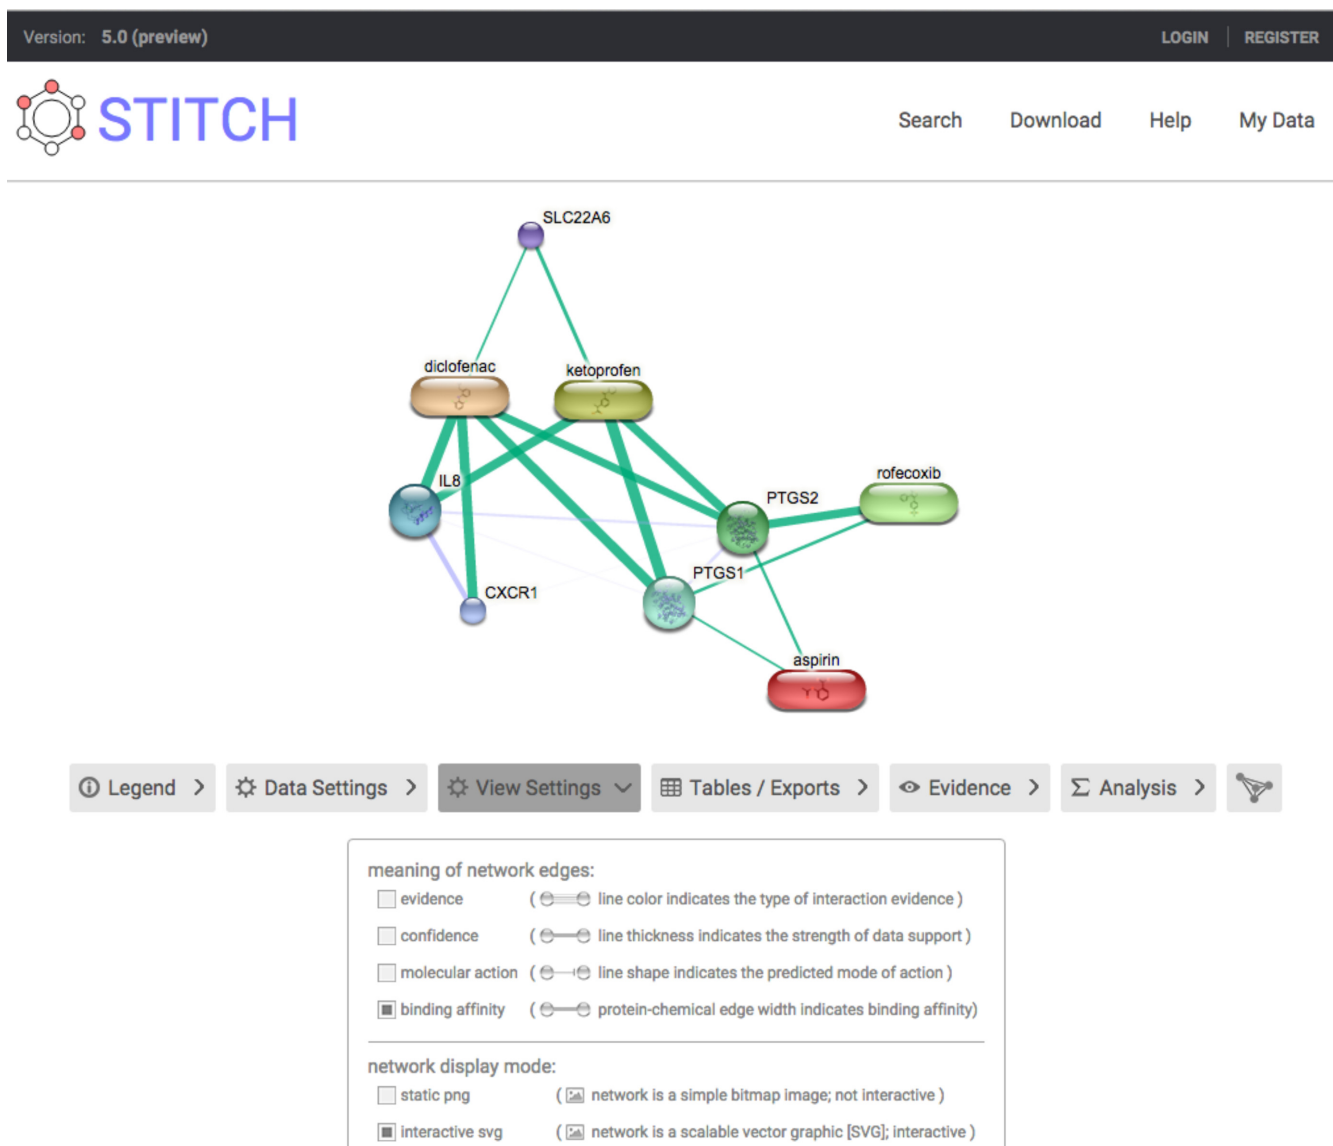 Version: 5.0 (preview) LOGIN REGISTER
STITCH Search Download Help My Data
SLC22A6
diclofenac ketoprofen
rofecoxib
IL8
PTGS2
PTGS1
CXCR1
aspirin
Legend Data Settings View Settings Tables / Exports Evidence Analysis
meaning of network edges:
evidence ( line color indicates the type of interaction evidence )
confidence ( line thickness indicates the strength of data support )
molecular action ( line shape indicates the predicted mode of action )
binding affinity ( protein-chemical edge width indicates binding affinity)
network display mode:
static png ( network is a simple bitmap image; not interactive )
interactive svg ( network is a scalable vector graphic [SVG]; interactive )